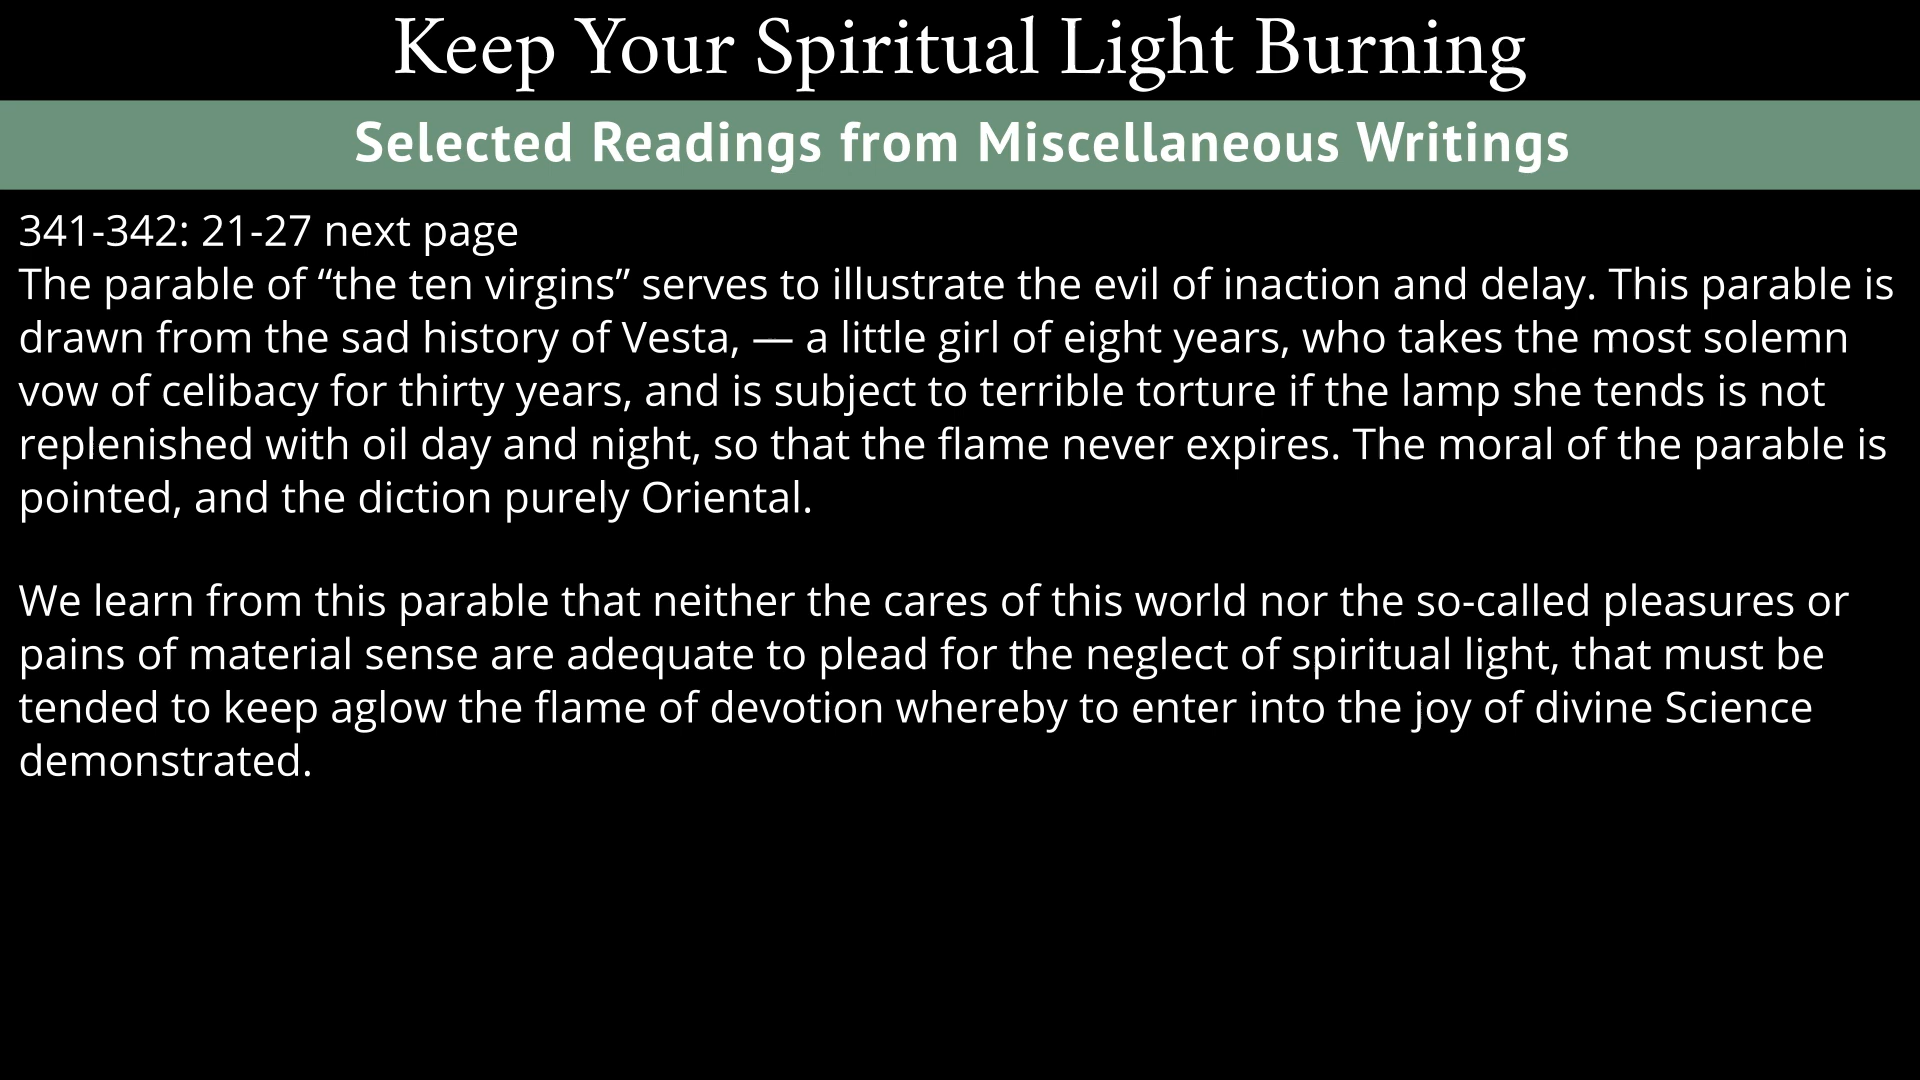 Keep Your Spiritual Light Burning
Selected Readings from Miscellaneous Writings
341-342: 21-27 next page
The parable of “the ten virgins” serves to illustrate the evil of inaction and delay. This parable is
drawn from the sad history of Vesta, — a little girl of eight years, who takes the most solemn
vow of celibacy for thirty years, and is subject to terrible torture if the lamp she tends is not
replenished with oil day and night, so that the flame never expires. The moral of the parable is
pointed, and the diction purely Oriental.
We learn from this parable that neither the cares of this world nor the so-called pleasures or
pains of material sense are adequate to plead for the neglect of spiritual light, that must be
tended to keep aglow the flame of devotion whereby to enter into the joy of divine Science
demonstrated.